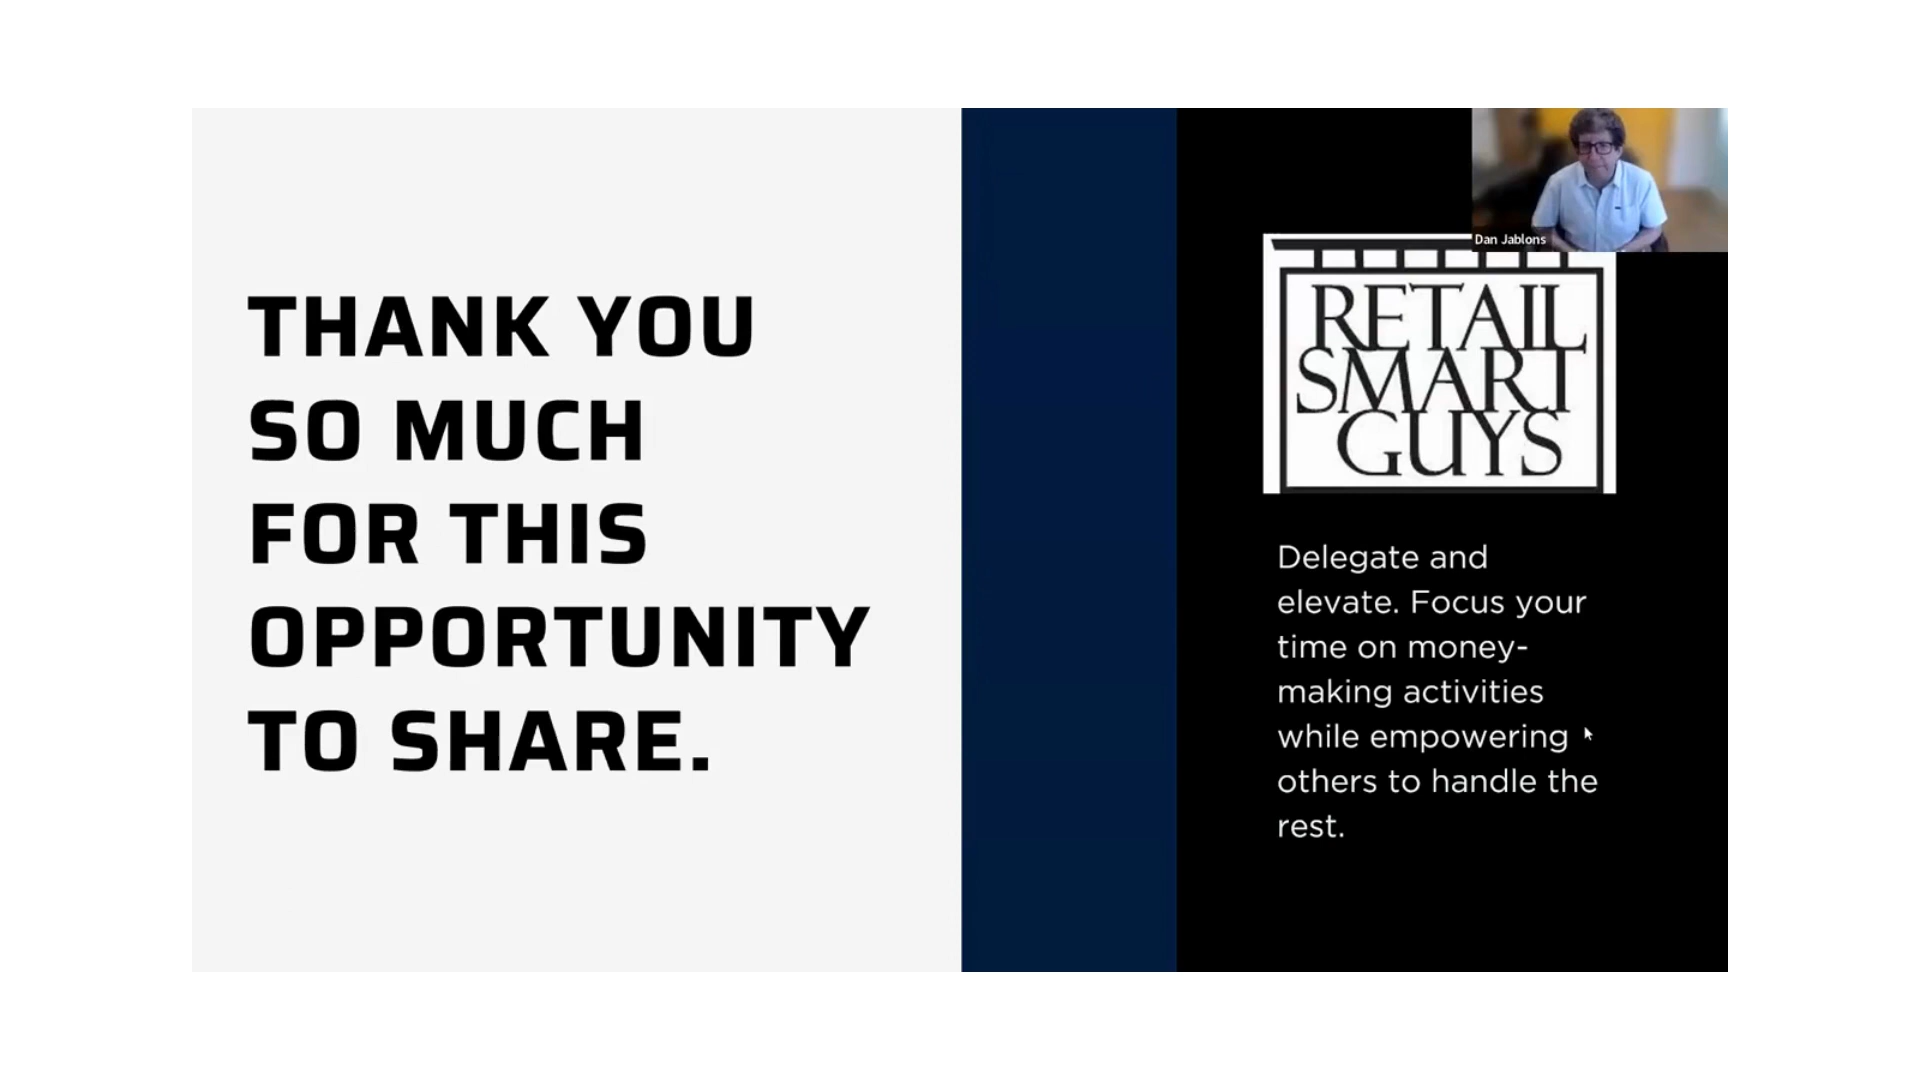 THANK YOU
SO MUCH
FOR THIS
OPPORTUNITY
TO SHARE.
Dan Jablons
RETAIL
SMART
GUYS
Delegate and
elevate. Focus your
time on money-
making activities
while empowering
others to handle the
rest.